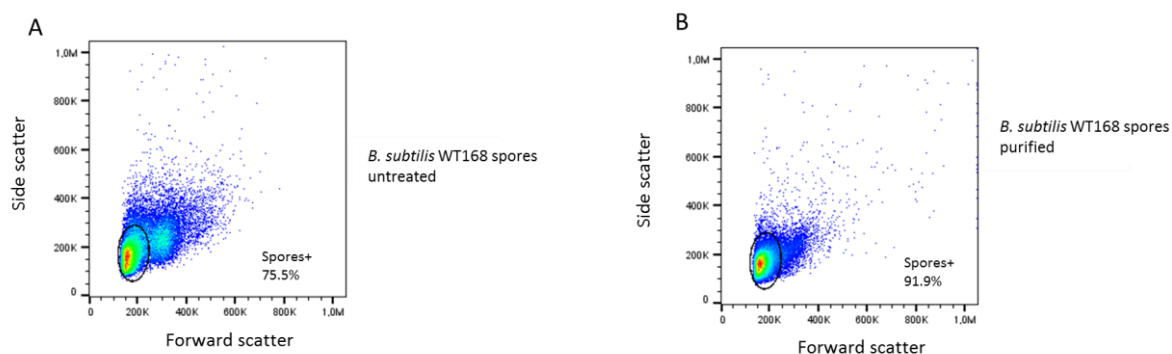 A
1,0M
800K
600K
400K
200K
0
0 200K 400K 600K 800K 1,0M
Side scatter
Forward scatter
Spores+
75.5%
B. subtilis WT168 spores
untreated
B
1,0M
800K
600K
400K
200K
0
0 200K 400K 600K 800K 1,0M
Side scatter
Forward scatter
Spores+
91.9%
B. subtilis WT168 spores
purified